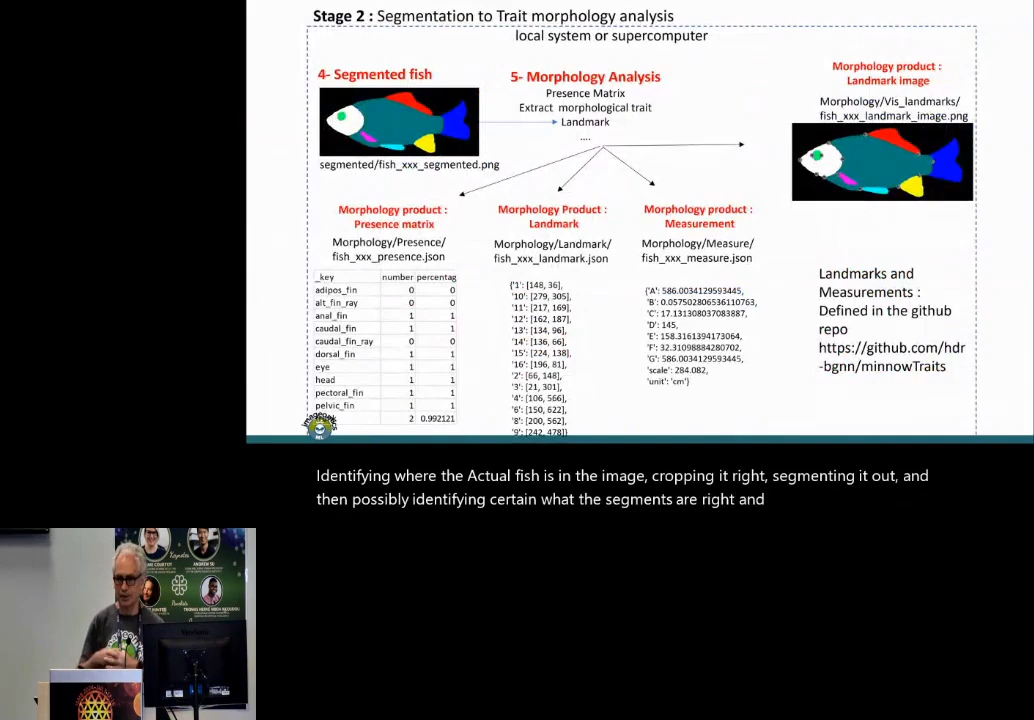 Stage 2 : Segmentation to Trait morphology analysis
local system or supercomputer
4- Segmented fish
segmented/fish_xxx_segmented.png
5- Morphology Analysis
Presence Matrix
Extract morphological trait
Landmark
....
Morphology product :
Landmark image
Morphology/Vis_landmarks/
fish_xxx_landmark_image.png
Morphology product :
Presence matrix
Morphology/Presence/
fish_xxx_presence.json
_key number percentag
adipos_fin 0 0
alt_fin_ray 0 0
anal_fin 1 1
caudal_fin 1 1
caudal_fin_ray 0 0
dorsal_fin 1 1
eye 1 1
head 1 1
pectoral_fin 1 1
pelvic_fin 1 1
2 0.992121
Morphology Product :
Landmark
Morphology/Landmark/
fish_xxx_landmark.json
{'1': [148, 36],
'10': [279, 305],
'11': [217, 169],
'12': [162, 187],
'13': [134, 96],
'14': [136, 66],
'15': [224, 138],
'16': [196, 81],
'2': [66, 148],
'3': [21, 301],
'4': [106, 566],
'6': [150, 622],
'8': [200, 562],
'9': [242, 478]}
Morphology product :
Measurement
Morphology/Measure/
fish_xxx_measure.json
{'A': 586.0034129593445,
'B': 0.057502806536110763,
'C': 17.131308037083887,
'D': 145,
'E': 158.3161394173064,
'F': 32.31098884280702,
'G': 586.0034129593445,
'scale': 284.082,
'unit': 'cm'}
Landmarks and
Measurements :
Defined in the github
repo
https://github.com/hdr
-bgnn/minnowTraits
Identifying where the Actual fish is in the image, cropping it right, segmenting it out, and
then possibly identifying certain what the segments are right and
Keynotes
ANDREW SU
Panelists